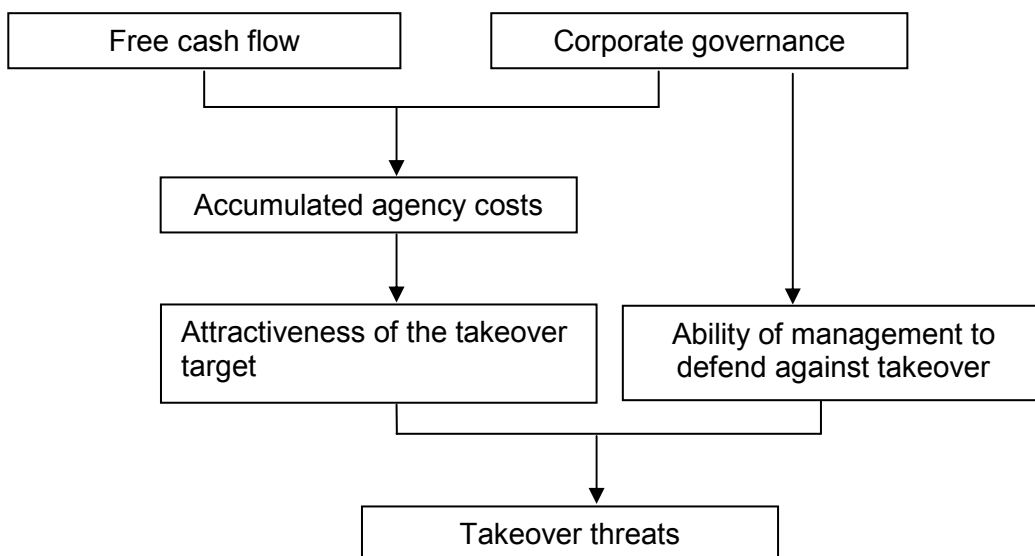 Free cash flow
Corporate governance
Accumulated agency costs
Attractiveness of the takeover
target
Ability of management to
defend against takeover
Takeover threats